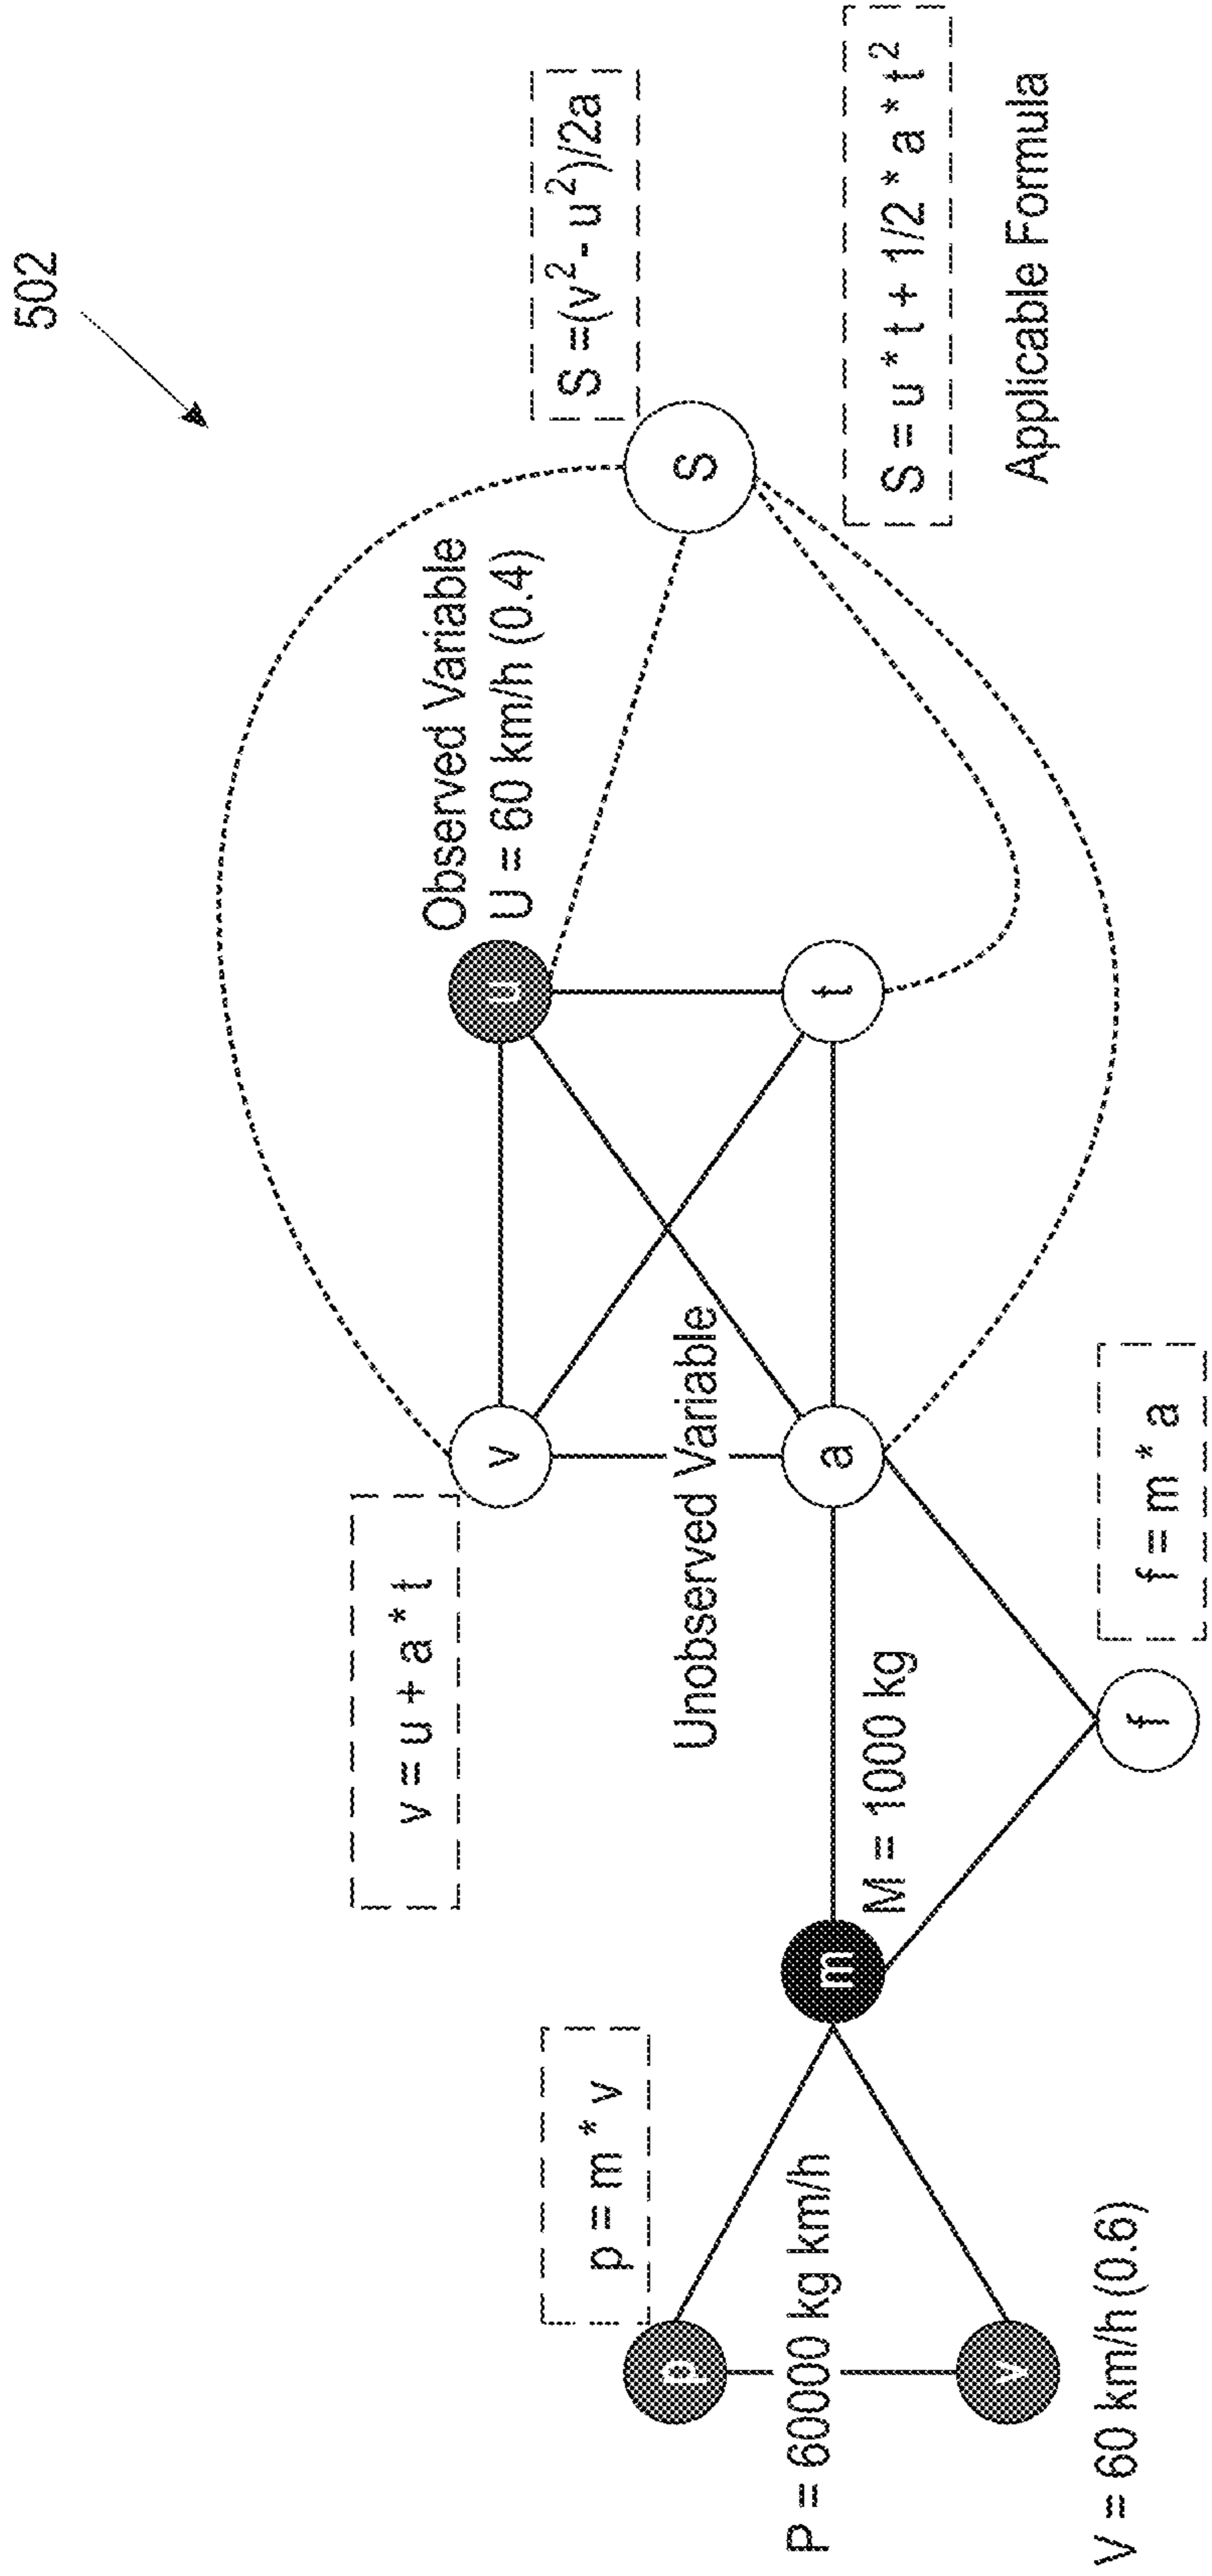 502
S =(v² - u²)/2a
S
S = u * t + 1/2 * a * t²
Applicable Formula
Observed Variable
U = 60 km/h (0.4)
u
t
v = u + a * t
v
Unobserved Variable
a
f = m * a
f
M = 1000 kg
m
p = m * v
p
P = 60000 kg km/h
v
V = 60 km/h (0.6)